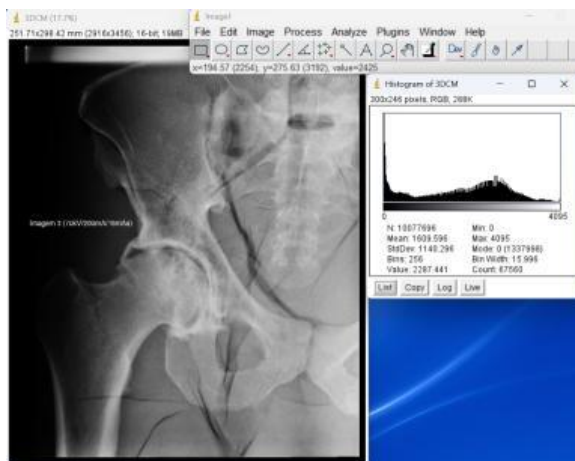 3DCM (17.7%)
251.71x298.42 mm (2916x3456); 16-bit; 19MB
ImageJ
File Edit Image Process Analyze Plugins Window Help
Dev
x=194.57 (2254), y=275.63 (3192), value=2425
Histogram of 3DCM
300x246 pixels; RGB; 288K
0
4095
N: 10077696
Min: 0
Mean: 1609.596
Max: 4095
StdDev: 1140.296
Mode: 0 (1337998)
Bins: 256
Bin Width: 15.996
Value: 2287.441
Count: 67560
List Copy Log Live